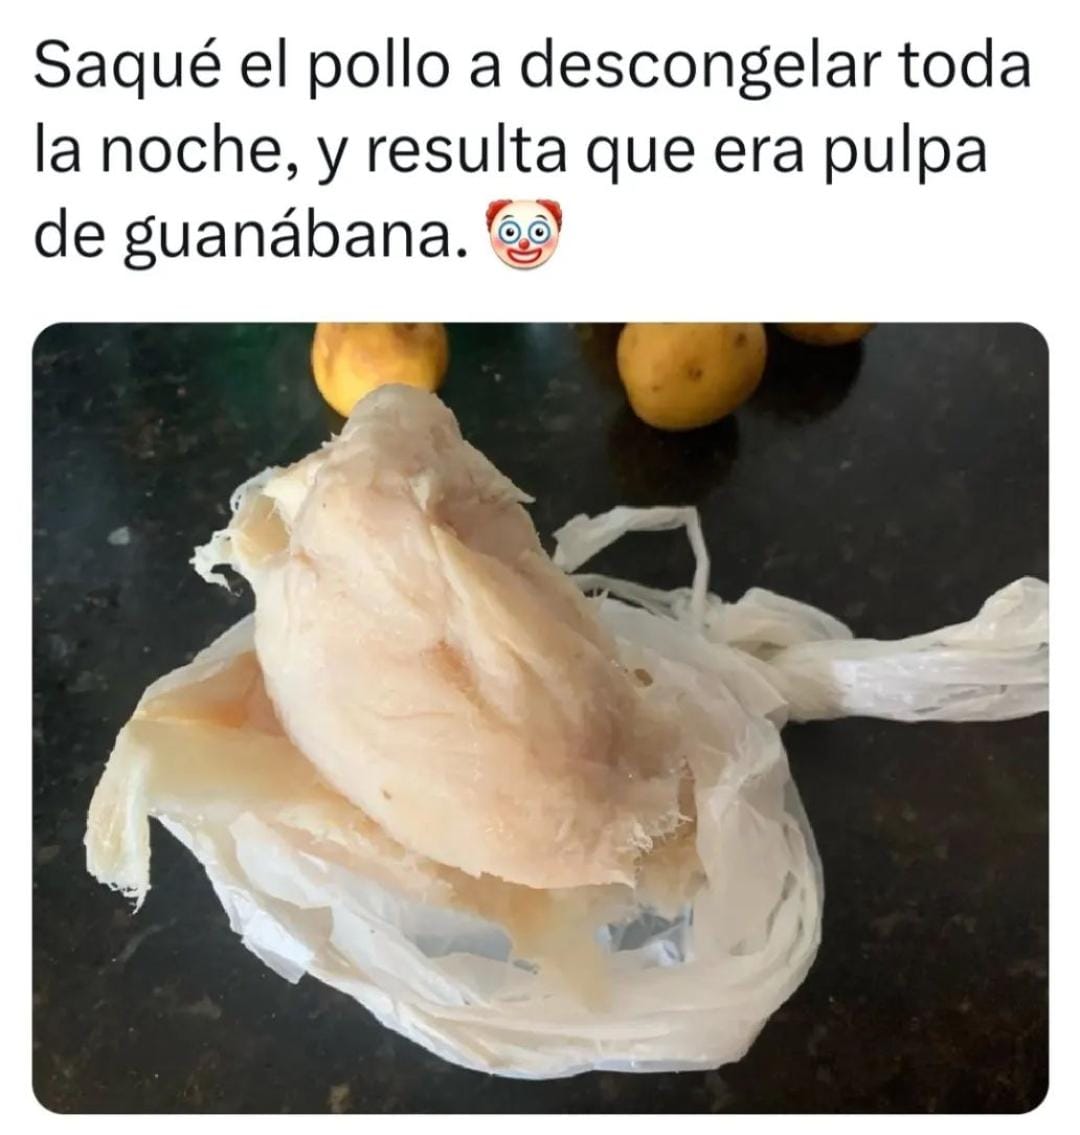 Saqué el pollo a descongelar toda
la noche, y resulta que era pulpa
de guanábana. 🤡